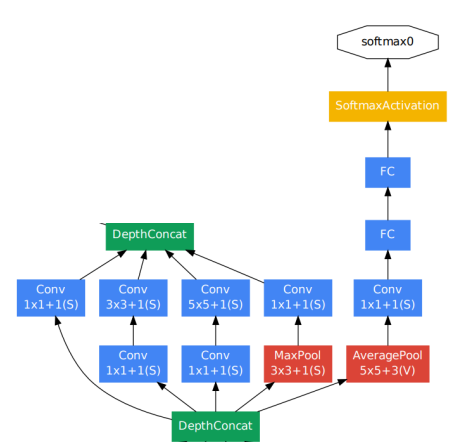 softmax0
SoftmaxActivation
FC
FC
DepthConcat
Conv
1x1+1(S)
Conv
3x3+1(S)
Conv
5x5+1(S)
Conv
1x1+1(S)
Conv
1x1+1(S)
Conv
1x1+1(S)
Conv
1x1+1(S)
MaxPool
3x3+1(S)
AveragePool
5x5+3(V)
DepthConcat